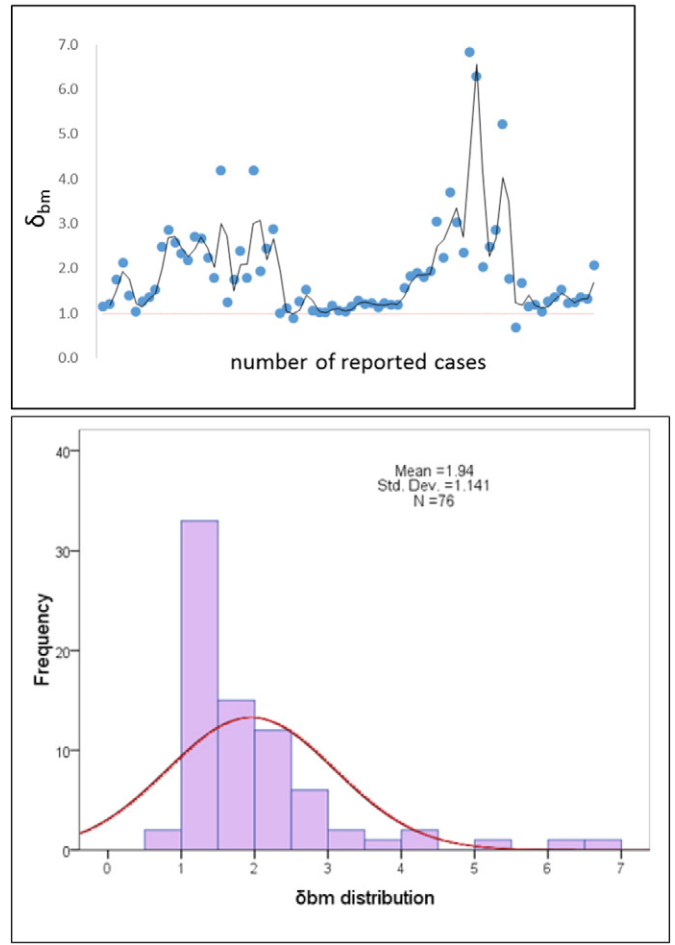 7.0
6.0
5.0
4.0
3.0
2.0
1.0
0.0
δbm
number of reported cases
40
30
20
10
0
Frequency
Mean =1.94
Std. Dev. =1.141
N =76
0 1 2 3 4 5 6 7
δbm distribution